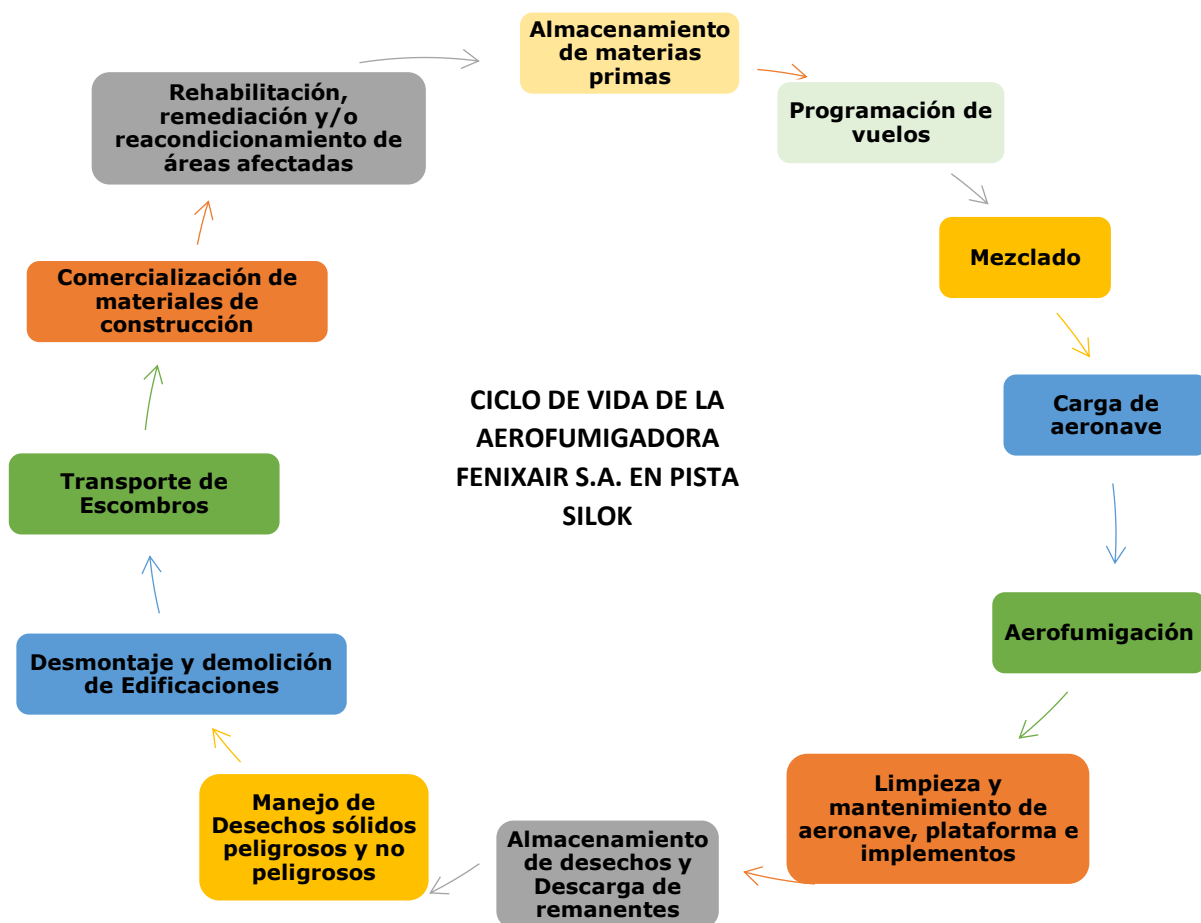 Almacenamiento
de materias
primas
Programación de
vuelos
Mezclado
Carga de
aeronave
Aerofumigación
Limpieza y
mantenimiento de
aeronave, plataforma e
implementos
Almacenamiento
de desechos y
Descarga de
remanentes
Manejo de
Desechos sólidos
peligrosos y no
peligrosos
Desmontaje y demolición
de Edificaciones
Transporte de
Escombros
Comercialización de
materiales de
construcción
Rehabilitación,
remediación y/o
reacondicionamiento de
áreas afectadas
CICLO DE VIDA DE LA
AEROFUMIGADORA
FENIXAIR S.A. EN PISTA
SILOK